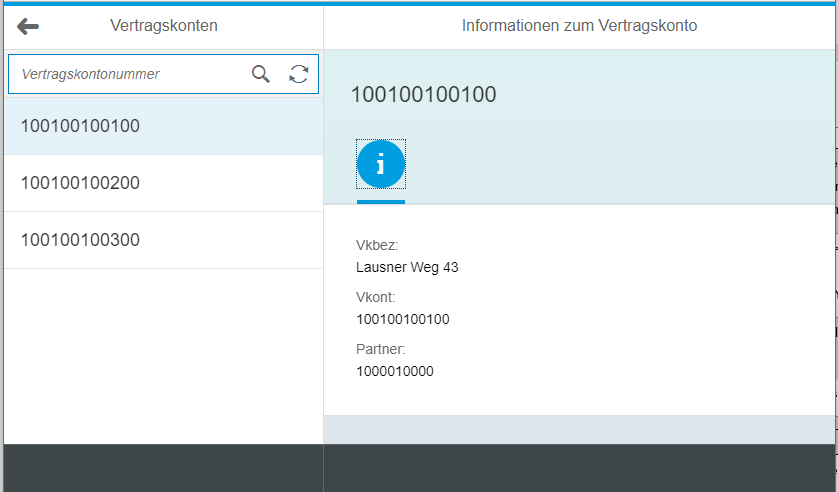 Vertragskonten
Vertragskontonummer
100100100100
100100100200
100100100300
Informationen zum Vertragskonto
100100100100
i
Vkbez:
Lausner Weg 43
Vkont:
100100100100
Partner:
1000010000